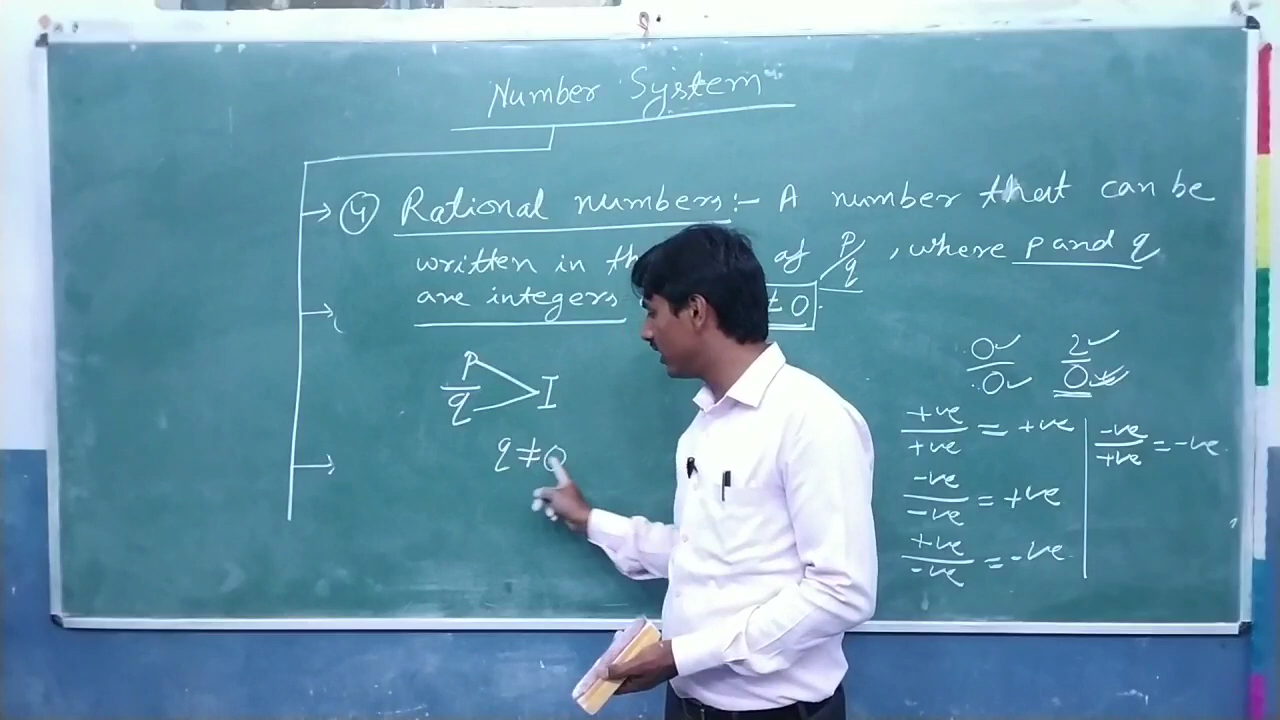 Number System
→ ④ Rational numbers:- A number that can be
written in th of p/q, where p and q
are integers ≠ 0.
p/q I
q ≠ 0
0/0 2/0
+ve/+ve = +ve
-ve/-ve = +ve
+ve/-ve = -ve
-ve/+ve = -ve